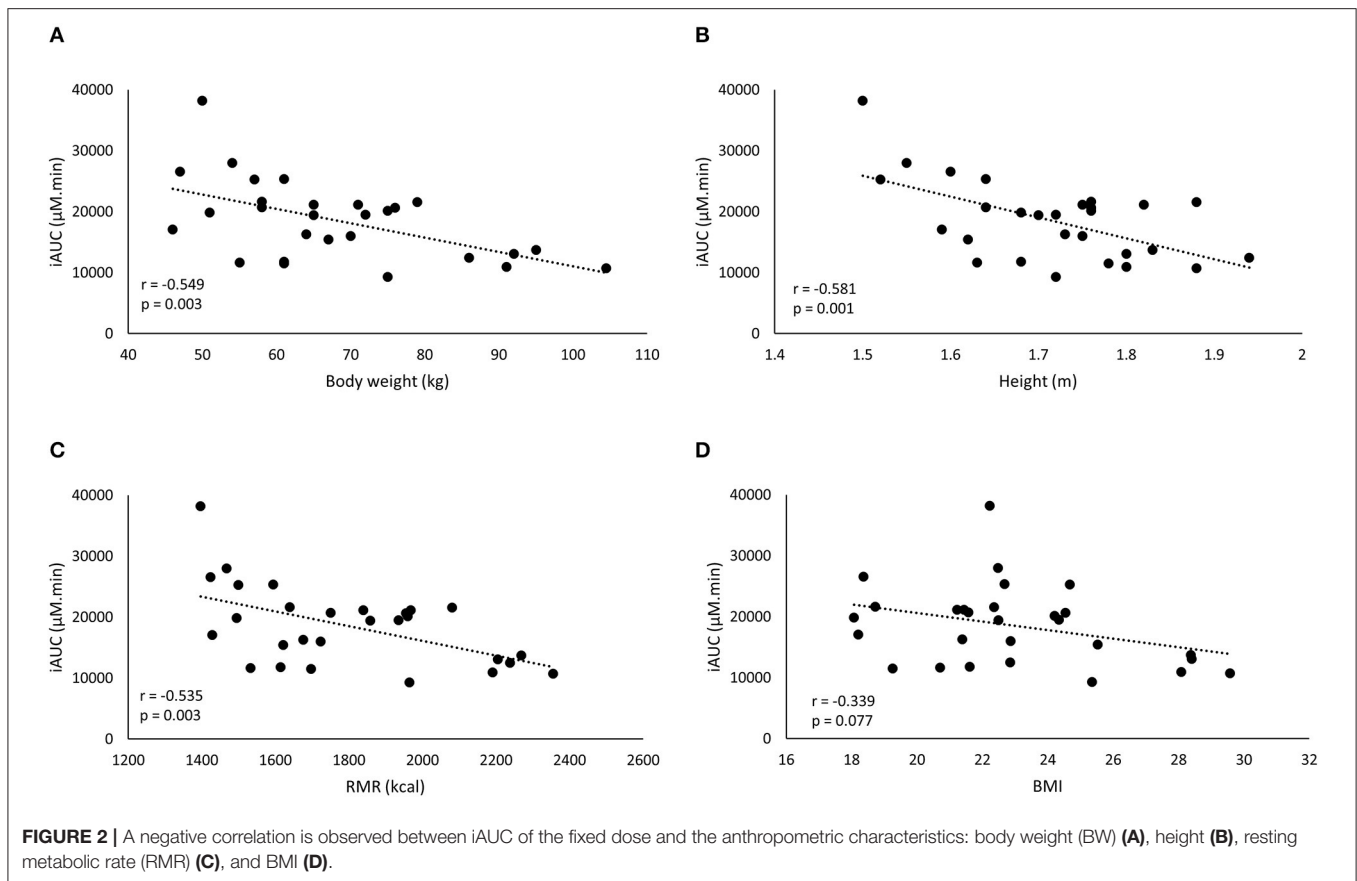 A
40000
30000
20000
10000
0
iAUC (µM.min)
r = -0.549
p = 0.003
40 50 60 70 80 90 100 110
Body weight (kg)
B
40000
30000
20000
10000
0
iAUC (µM.min)
r = -0.581
p = 0.001
1.4 1.5 1.6 1.7 1.8 1.9 2
Height (m)
C
40000
30000
20000
10000
0
iAUC (µM.min)
r = -0.535
p = 0.003
1200 1400 1600 1800 2000 2200 2400 2600
RMR (kcal)
D
40000
30000
20000
10000
0
iAUC (µM.min)
r = -0.339
p = 0.077
16 18 20 22 24 26 28 30 32
BMI
FIGURE 2 | A negative correlation is observed between iAUC of the fixed dose and the anthropometric characteristics: body weight (BW) (A), height (B), resting
metabolic rate (RMR) (C), and BMI (D).